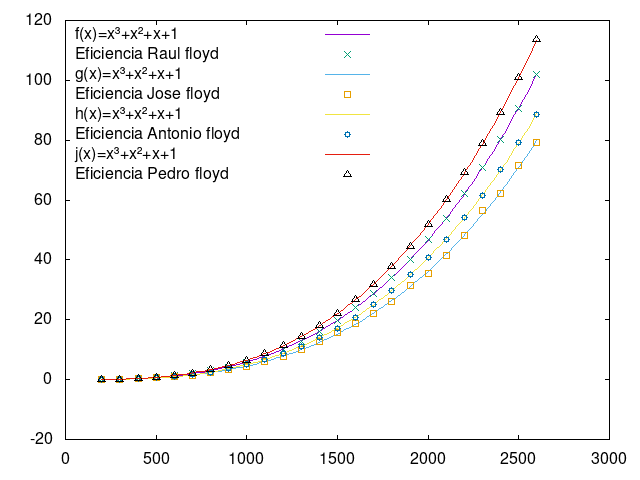 120
100
80
60
40
20
0
-20
f(x)=x³+x²+x+1
Eficiencia Raul floyd
g(x)=x³+x²+x+1
Eficiencia Jose floyd
h(x)=x³+x²+x+1
Eficiencia Antonio floyd
j(x)=x³+x²+x+1
Eficiencia Pedro floyd
0 500 1000 1500 2000 2500 3000